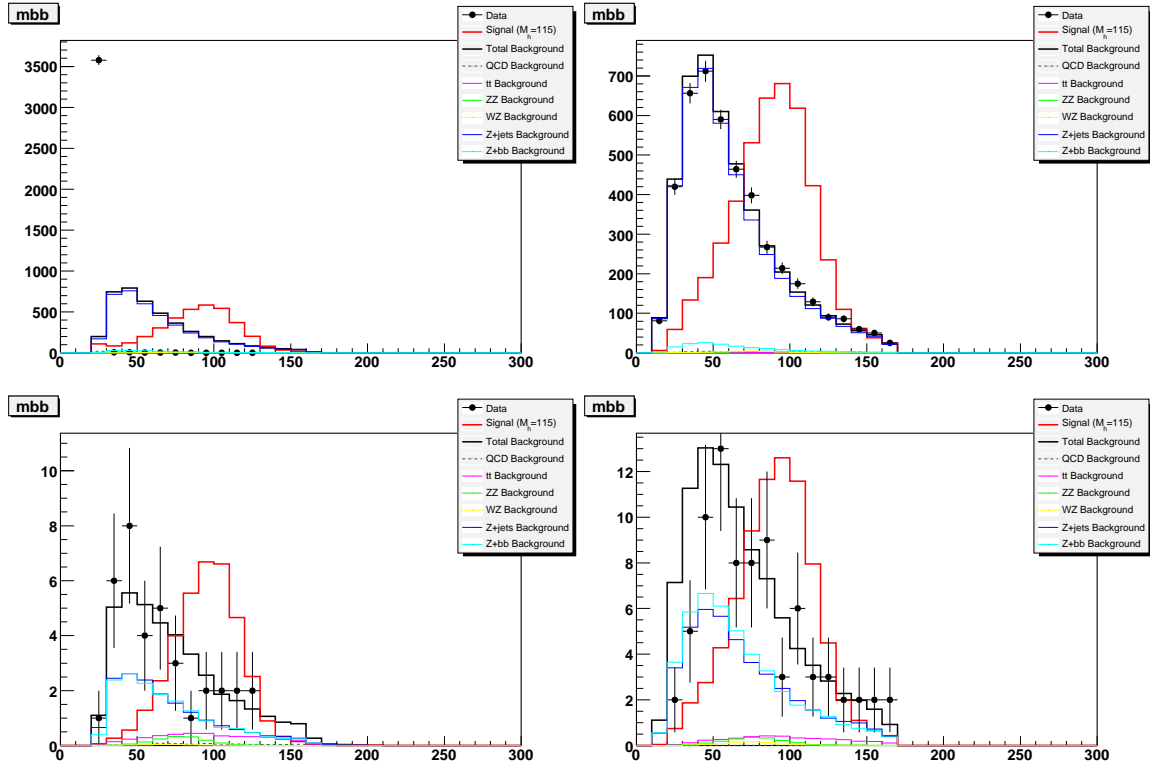 mbb
Data
Signal (M_h=115)
Total Background
QCD Background
tt Background
ZZ Background
WZ Background
Z+jets Background
Z+bb Background
3500
3000
2500
2000
1500
1000
500
0
0 50 100 150 200 250 300
mbb
Data
Signal (M_h=115)
Total Background
QCD Background
tt Background
ZZ Background
WZ Background
Z+jets Background
Z+bb Background
700
600
500
400
300
200
100
0
0 50 100 150 200 250 300
mbb
Data
Signal (M_h=115)
Total Background
QCD Background
tt Background
ZZ Background
WZ Background
Z+jets Background
Z+bb Background
10
8
6
4
2
0
0 50 100 150 200 250 300
mbb
Data
Signal (M_h=115)
Total Background
QCD Background
tt Background
ZZ Background
WZ Background
Z+jets Background
Z+bb Background
12
10
8
6
4
2
0
0 50 100 150 200 250 300